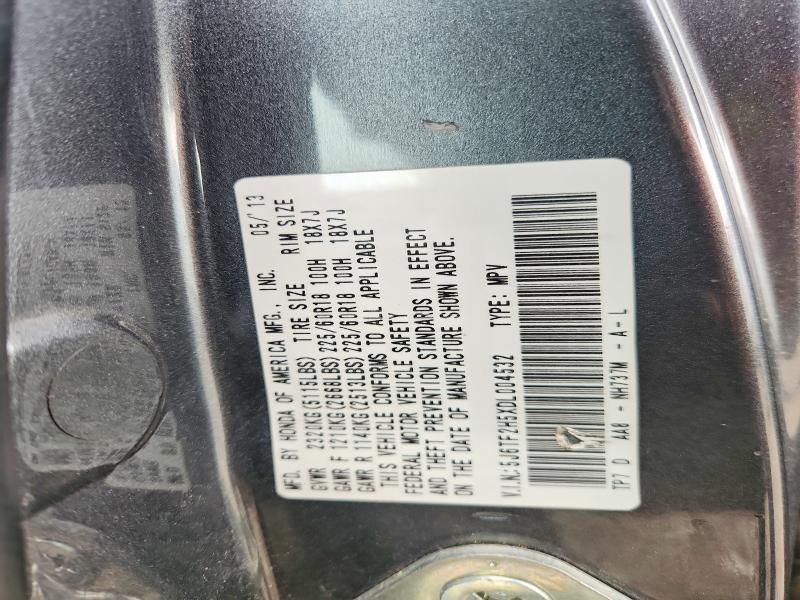 MFD. BY HONDA OF AMERICA MFG., INC. 05/'13
GVWR 2320KG(5115LBS) TIRE SIZE RIM SIZE
GAWR F 1210KG(2668LBS) 225/60R18 100H 18X7J
GAWR R 1140KG(2513LBS) 225/60R18 100H 18X7J
THIS VEHICLE CONFORMS TO ALL APPLICABLE
FEDERAL MOTOR VEHICLE SAFETY
AND THEFT PREVENTION STANDARDS IN EFFECT
ON THE DATE OF MANUFACTURE SHOWN ABOVE.
V.I.N: 5J6TF2H5XDL004532 TYPE: MPV
TP7 D AA8 - NH737M - A - L